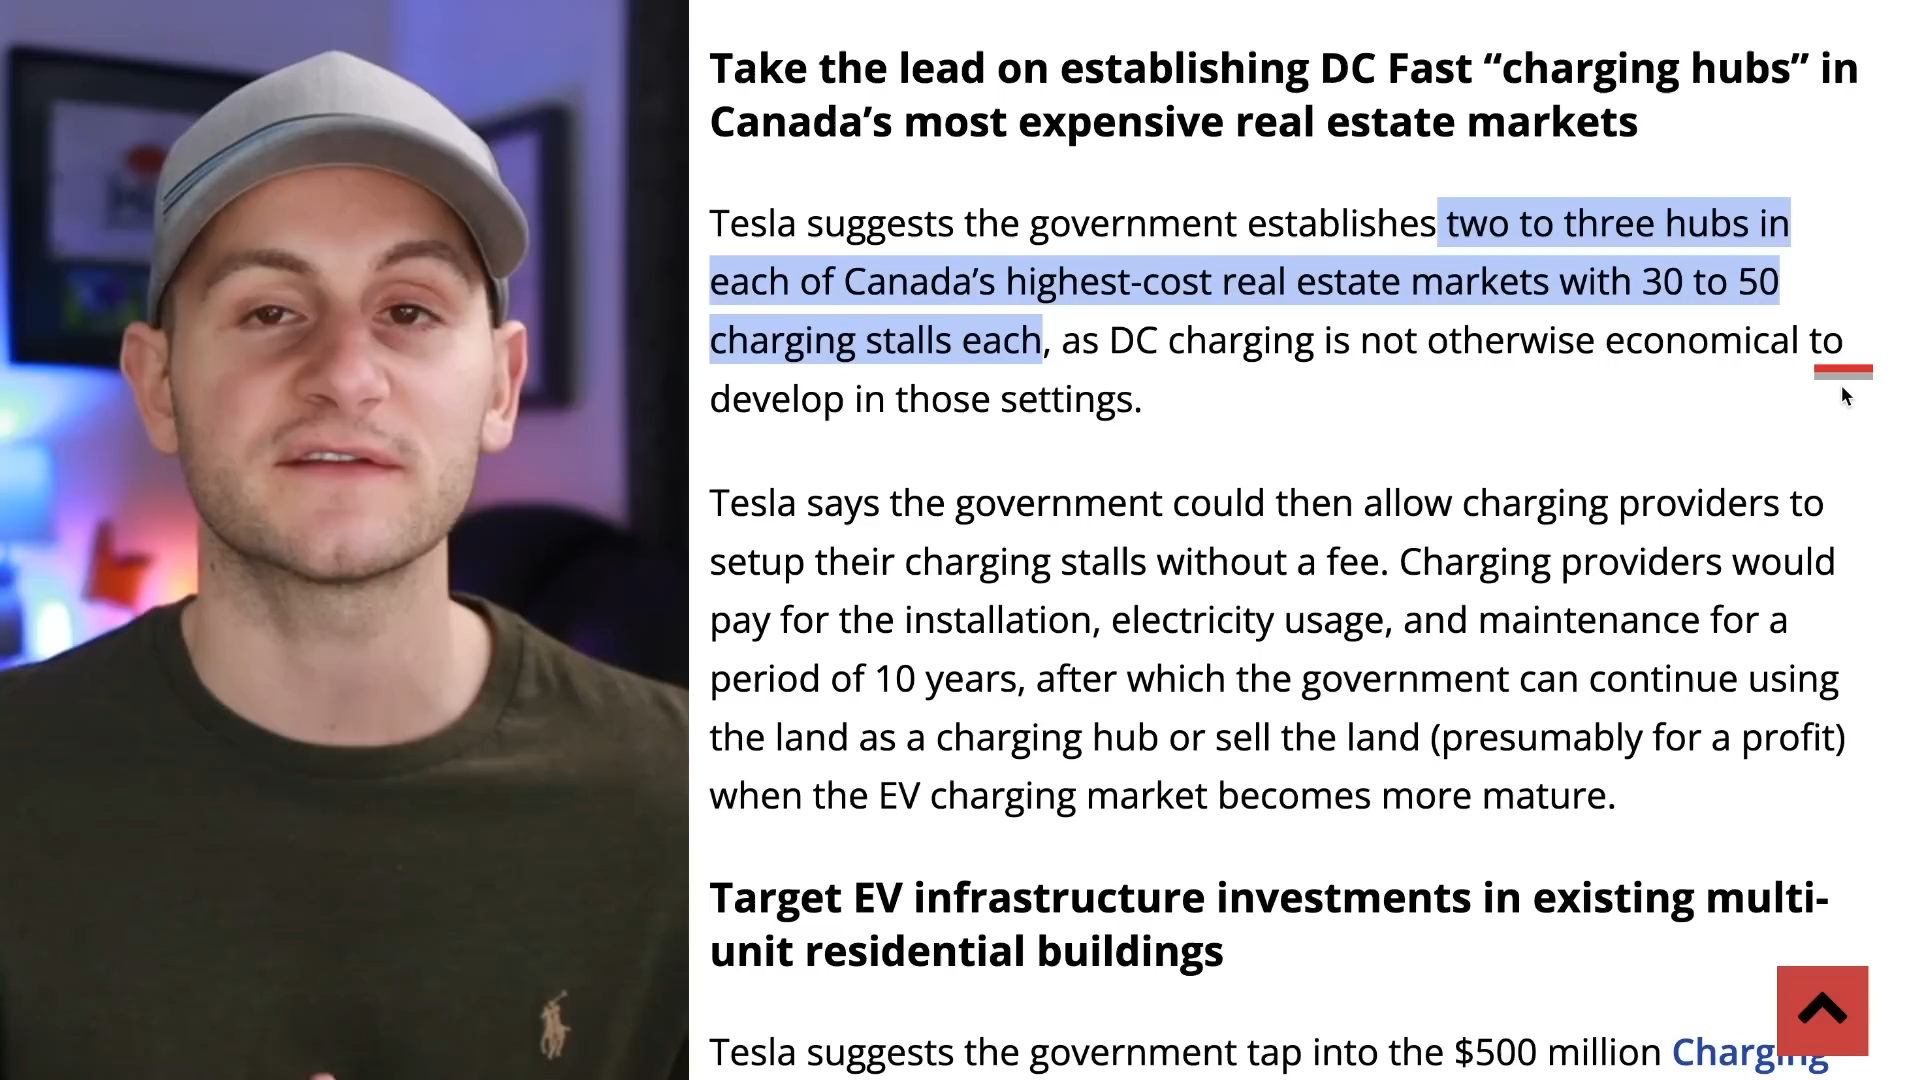 Take the lead on establishing DC Fast “charging hubs” in
Canada’s most expensive real estate markets
Tesla suggests the government establishes two to three hubs in
each of Canada’s highest-cost real estate markets with 30 to 50
charging stalls each, as DC charging is not otherwise economical to
develop in those settings.
Tesla says the government could then allow charging providers to
setup their charging stalls without a fee. Charging providers would
pay for the installation, electricity usage, and maintenance for a
period of 10 years, after which the government can continue using
the land as a charging hub or sell the land (presumably for a profit)
when the EV charging market becomes more mature.
Target EV infrastructure investments in existing multi-
unit residential buildings
Tesla suggests the government tap into the $500 million Charging